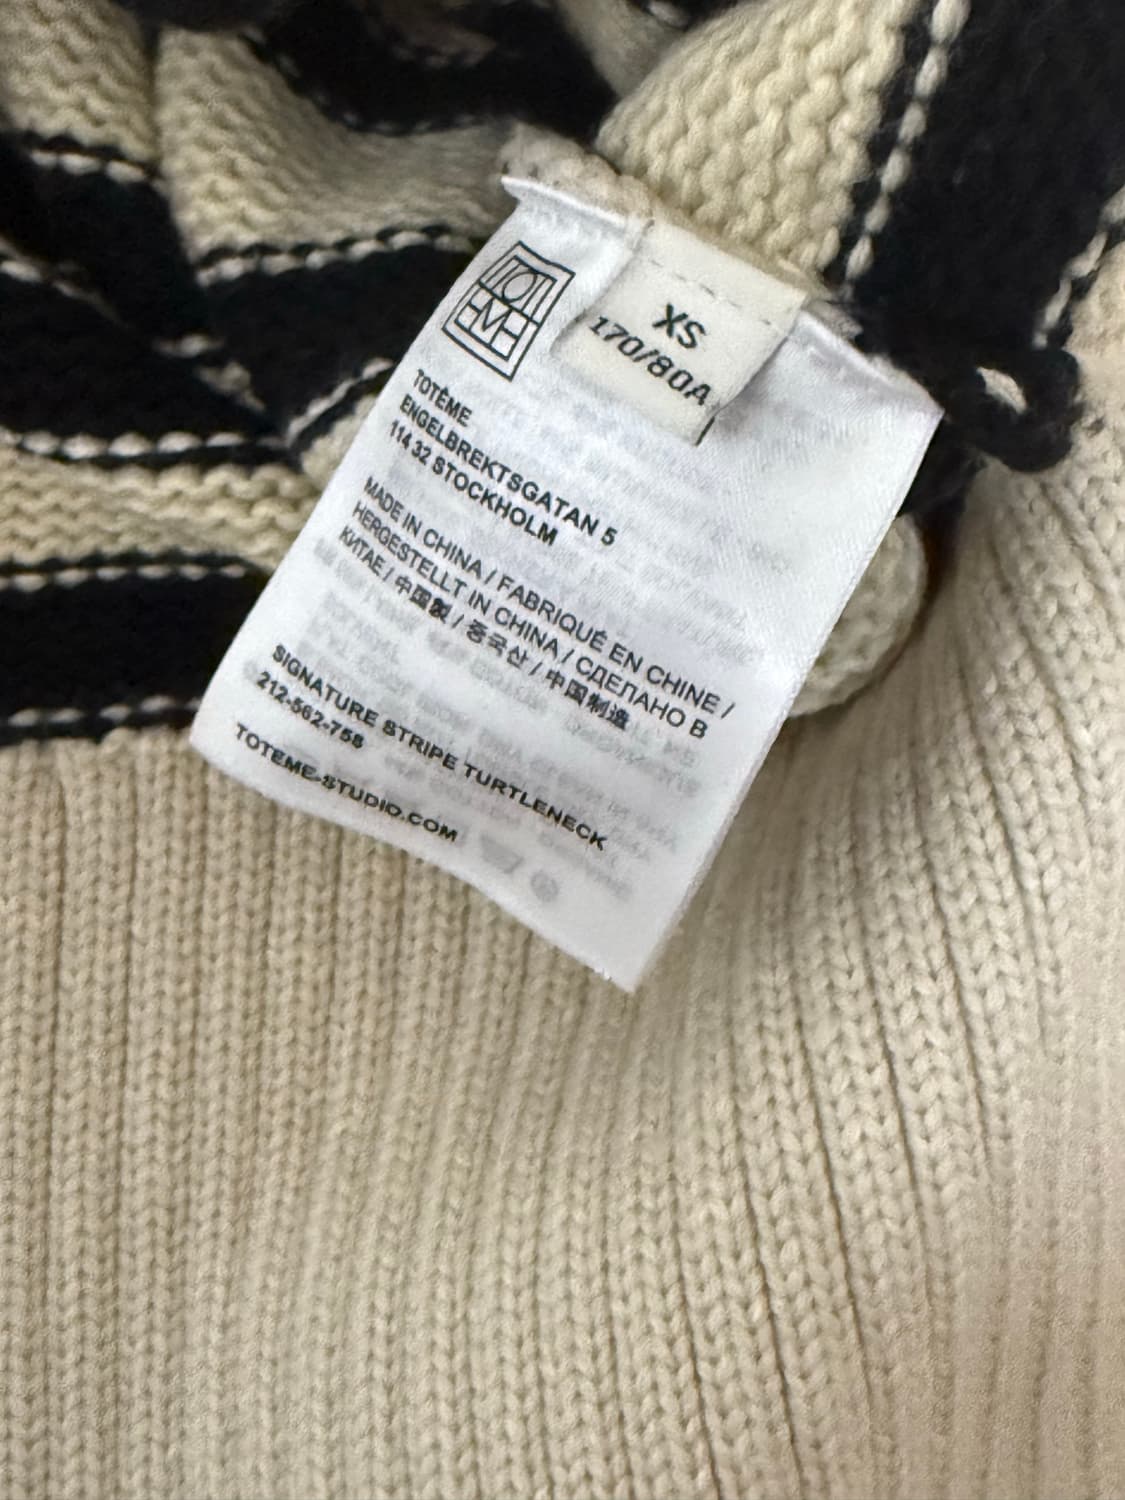 TOTEME
XS
170/80A
TOTÊME
ENGELBREKTSGATAN 5
114 32 STOCKHOLM
MADE IN CHINA / FABRIQUÉ EN CHINE /
HERGESTELLT IN CHINA / СДЕЛАНО В
КИТАЕ / 中国製 / 중국산 / 中国制造
SIGNATURE STRIPE TURTLENECK
212-562-758
TOTEME-STUDIO.COM